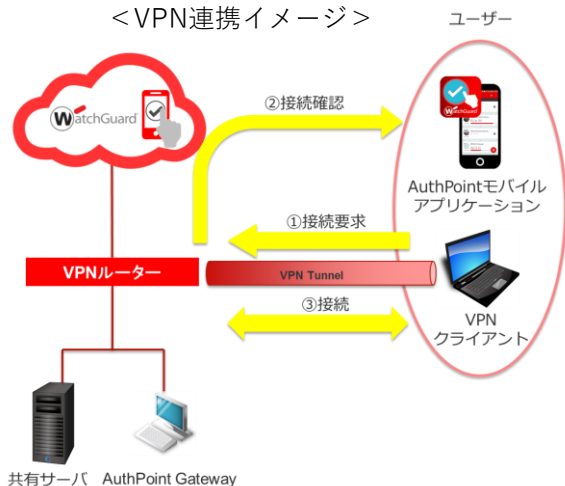 ＜VPN連携イメージ＞
ユーザー
WatchGuard
②接続確認
WatchGuard
AuthPointモバイル
アプリケーション
①接続要求
VPNルーター
VPN Tunnel
③接続
VPN
クライアント
共有サーバ
AuthPoint Gateway